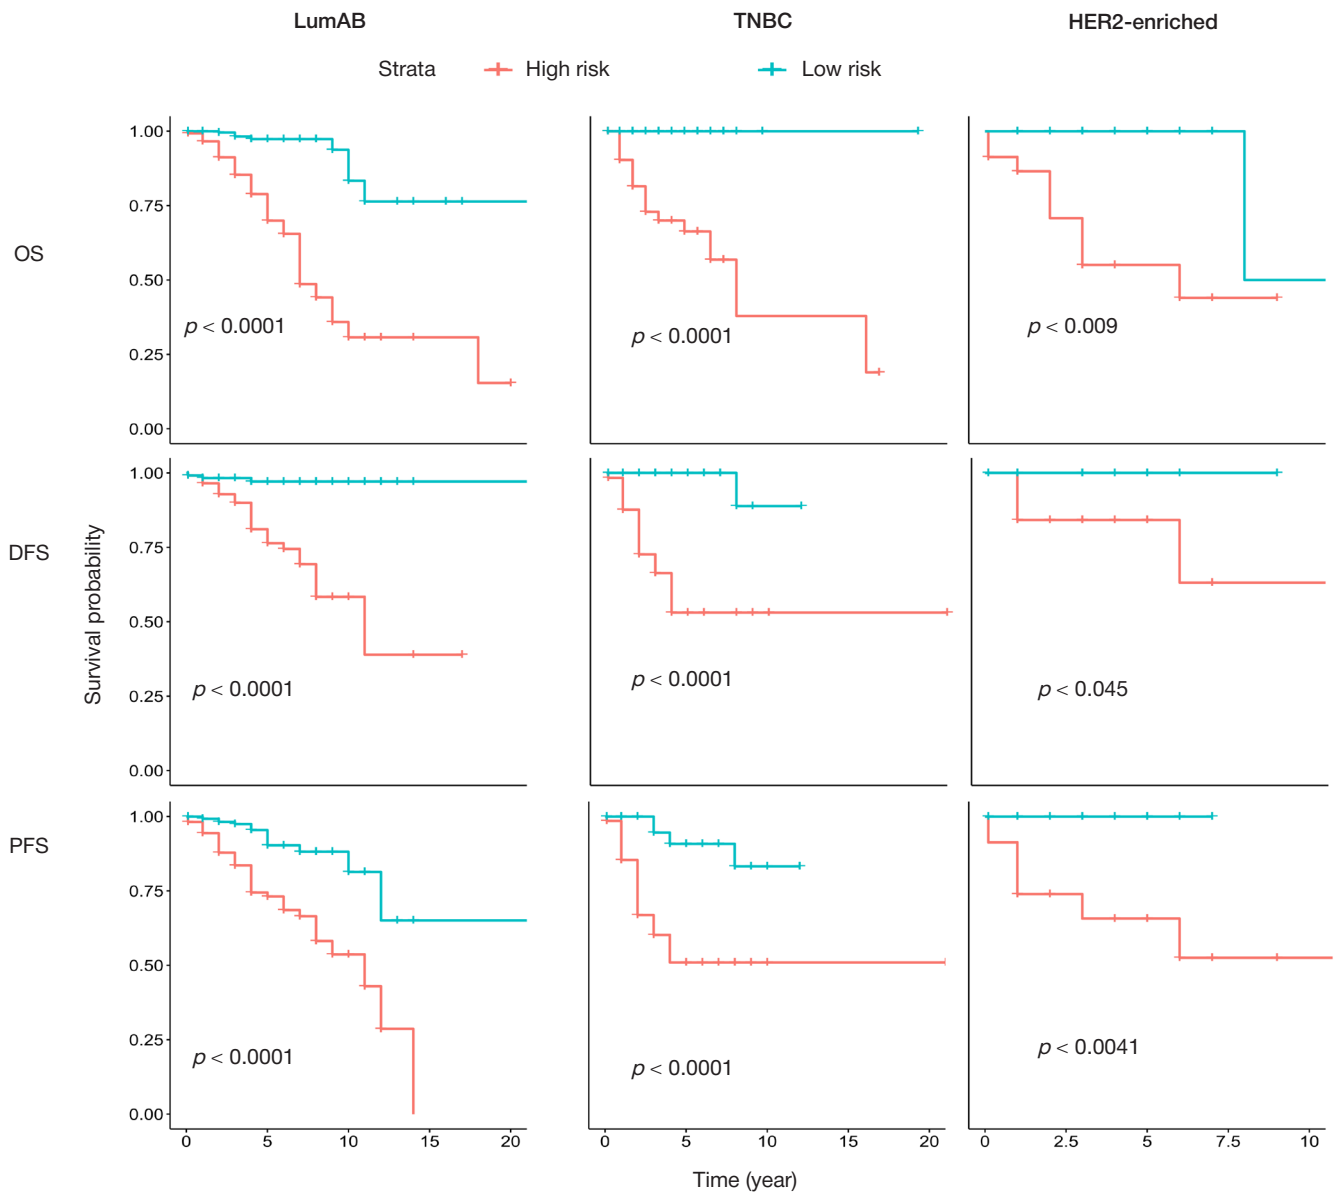 LumAB TNBC HER2-enriched
Strata High risk Low risk
OS
1.00
0.75
0.50
0.25
0.00
p < 0.0001
p < 0.0001
p < 0.009
DFS
Survival probability
1.00
0.75
0.50
0.25
0.00
p < 0.0001
p < 0.0001
p < 0.045
PFS
1.00
0.75
0.50
0.25
0.00
p < 0.0001
p < 0.0001
p < 0.0041
0 5 10 15 20
0 5 10 15 20
0 2.5 5 7.5 10
Time (year)